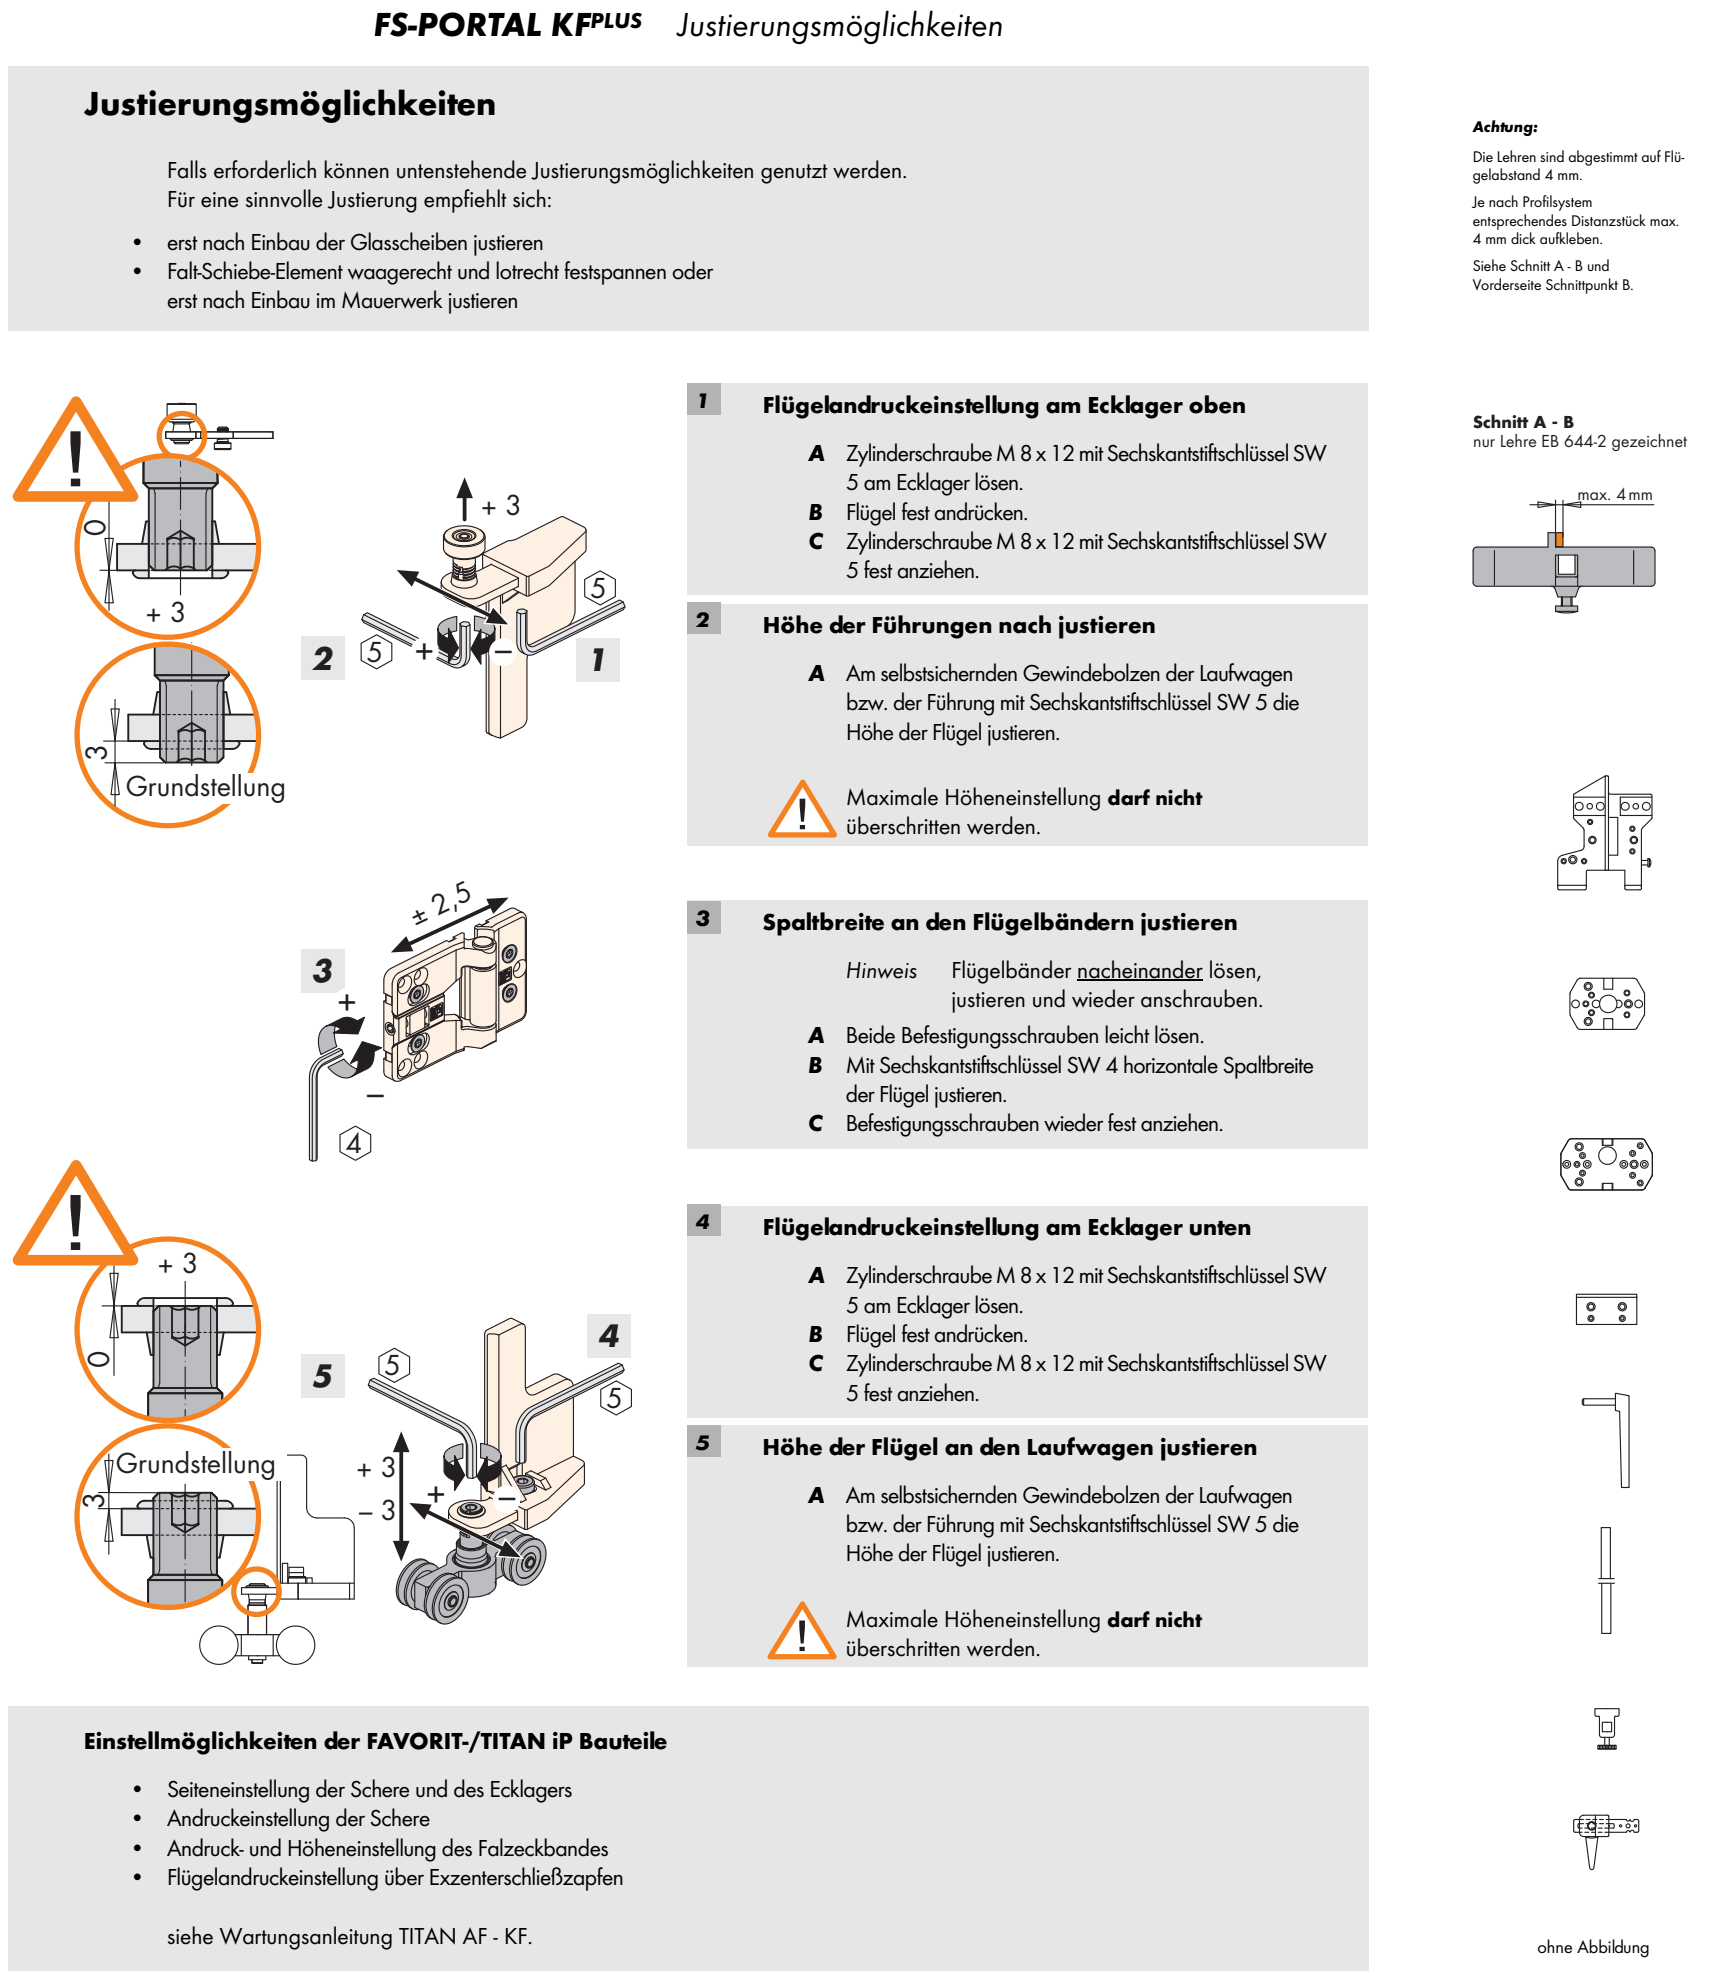 FS-PORTAL KFPLUS Justierungsmöglichkeiten
Justierungsmöglichkeiten
Falls erforderlich können untenstehende Justierungsmöglichkeiten genutzt werden.
Für eine sinnvolle Justierung empfiehlt sich:
• erst nach Einbau der Glasscheiben justieren
• Falt-Schiebe-Element waagerecht und lotrecht festspannen oder
erst nach Einbau im Mauerwerk justieren
Achtung:
Die Lehren sind abgestimmt auf Flü-
gelabstand 4 mm.
Je nach Profilsystem
entsprechendes Distanzstück max.
4 mm dick aufkleben.
Siehe Schnitt A - B und
Vorderseite Schnittpunkt B.
!
0
+ 3
3
Grundstellung
+ 3
5
2
5
+
−
1
1 Flügelandruckeinstellung am Ecklager oben
A Zylinderschraube M 8 x 12 mit Sechskantstiftschlüssel SW
5 am Ecklager lösen.
B Flügel fest andrücken.
C Zylinderschraube M 8 x 12 mit Sechskantstiftschlüssel SW
5 fest anziehen.
2 Höhe der Führungen nach justieren
A Am selbstsichernden Gewindebolzen der Laufwagen
bzw. der Führung mit Sechskantstiftschlüssel SW 5 die
Höhe der Flügel justieren.
!
Maximale Höheneinstellung darf nicht
überschritten werden.
Schnitt A - B
nur Lehre EB 644-2 gezeichnet
max. 4 mm
± 2,5
3
+
−
4
3 Spaltbreite an den Flügelbändern justieren
Hinweis Flügelbänder nacheinander lösen,
justieren und wieder anschrauben.
A Beide Befestigungsschrauben leicht lösen.
B Mit Sechskantstiftschlüssel SW 4 horizontale Spaltbreite
der Flügel justieren.
C Befestigungsschrauben wieder fest anziehen.
!
+ 3
0
Grundstellung
3
5
5
4
5
+ 3
− 3
+
−
4 Flügelandruckeinstellung am Ecklager unten
A Zylinderschraube M 8 x 12 mit Sechskantstiftschlüssel SW
5 am Ecklager lösen.
B Flügel fest andrücken.
C Zylinderschraube M 8 x 12 mit Sechskantstiftschlüssel SW
5 fest anziehen.
5 Höhe der Flügel an den Laufwagen justieren
A Am selbstsichernden Gewindebolzen der Laufwagen
bzw. der Führung mit Sechskantstiftschlüssel SW 5 die
Höhe der Flügel justieren.
!
Maximale Höheneinstellung darf nicht
überschritten werden.
Einstellmöglichkeiten der FAVORIT-/TITAN iP Bauteile
• Seiteneinstellung der Schere und des Ecklagers
• Andruckeinstellung der Schere
• Andruck- und Höheneinstellung des Falzeckbandes
• Flügelandruckeinstellung über Exzenterschließzapfen
siehe Wartungsanleitung TITAN AF - KF.
ohne Abbildung